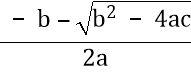 − b − √(b² − 4ac)
2a